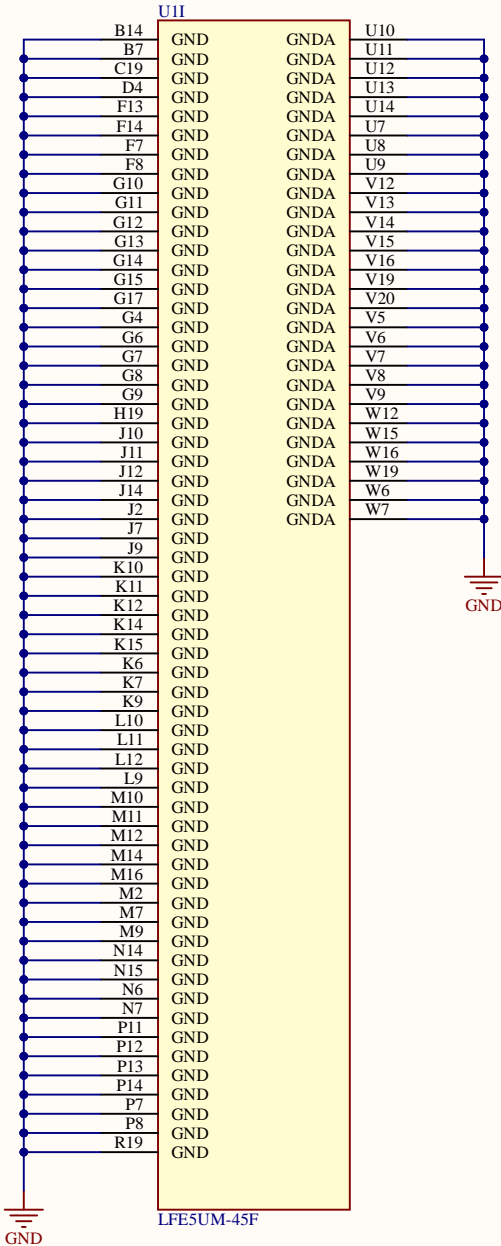 U1I
B14 GND GNDA U10
B7 GND GNDA U11
C19 GND GNDA U12
D4 GND GNDA U13
F13 GND GNDA U14
F14 GND GNDA U7
F7 GND GNDA U8
F8 GND GNDA U9
G10 GND GNDA V12
G11 GND GNDA V13
G12 GND GNDA V14
G13 GND GNDA V15
G14 GND GNDA V16
G15 GND GNDA V19
G17 GND GNDA V20
G4 GND GNDA V5
G6 GND GNDA V6
G7 GND GNDA V7
G8 GND GNDA V8
G9 GND GNDA V9
H19 GND GNDA W12
J10 GND GNDA W15
J11 GND GNDA W16
J12 GND GNDA W19
J14 GND GNDA W6
J2 GND GNDA W7
J7 GND
J9 GND
K10 GND
K11 GND
K12 GND
K14 GND
K15 GND
K6 GND
K7 GND
K9 GND
L10 GND
L11 GND
L12 GND
L9 GND
M10 GND
M11 GND
M12 GND
M14 GND
M16 GND
M2 GND
M7 GND
M9 GND
N14 GND
N15 GND
N6 GND
N7 GND
P11 GND
P12 GND
P13 GND
P14 GND
P7 GND
P8 GND
R19 GND
GND
LFE5UM-45F
GND